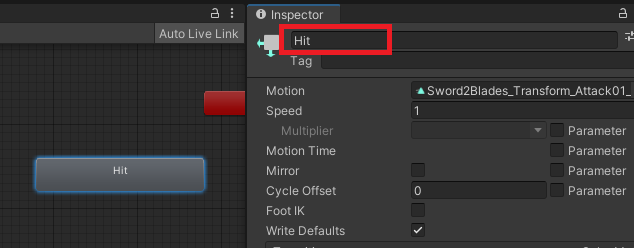 Auto Live Link
Hit
Inspector
Hit
Tag
Motion
Sword2Blades_Transform_Attack01_
Speed
1
Multiplier
Parameter
Motion Time
Parameter
Mirror
Parameter
Cycle Offset
0
Parameter
Foot IK
Write Defaults